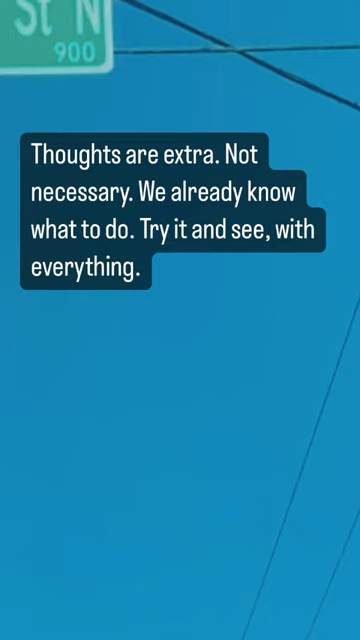 St N
900
Thoughts are extra. Not
necessary. We already know
what to do. Try it and see, with
everything.